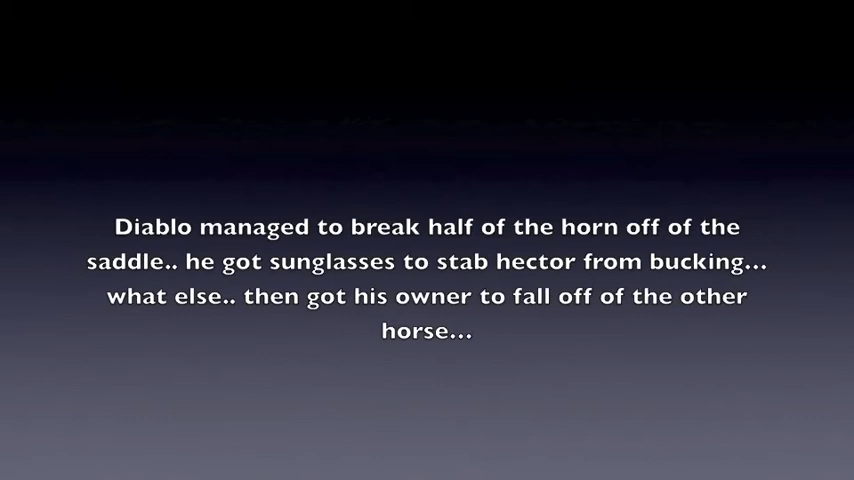 Diablo managed to break half of the horn off of the
saddle.. he got sunglasses to stab hector from bucking...
what else.. then got his owner to fall off of the other
horse...